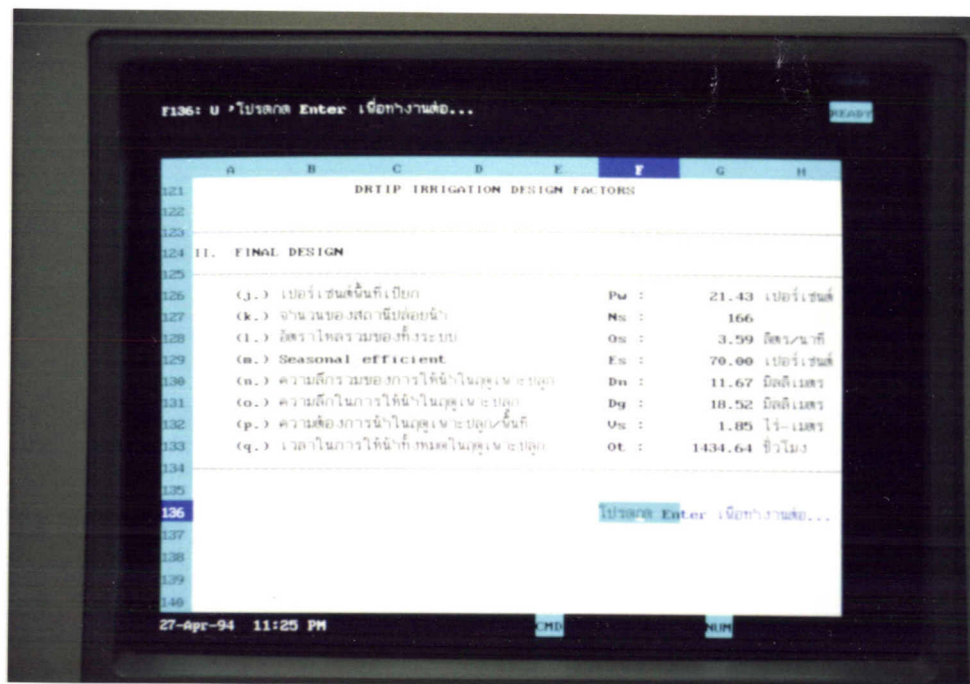 F136: U 'โปรดกด Enter เพื่อทำงานต่อ...
READY
A B C D E F G H
121 DRTIP IRRIGATION DESIGN FACTORS
122
123
124 II. FINAL DESIGN
125
126 (j.) เปอร์เซนต์พื้นที่เปียก Pw : 21.43 เปอร์เซนต์
127 (k.) จำนวนของสถานีปล่อยน้ำ Ns : 166
128 (l.) อัตราไหลรวมของทั้งระบบ Os : 3.59 ลิตร/นาที
129 (m.) Seasonal efficient Es : 70.00 เปอร์เซนต์
130 (n.) ความลึกรวมของการให้น้ำในฤดูเพาะปลูก Dn : 11.67 มิลลิเมตร
131 (o.) ความลึกในการให้น้ำในฤดูเพาะปลูก Dg : 18.52 มิลลิเมตร
132 (p.) ความต้องการน้ำในฤดูเพาะปลูก/พื้นที่ Vs : 1.85 ไร่-เมตร
133 (q.) เวลาในการให้น้ำทั้งหมดในฤดูเพาะปลูก Ot : 1434.64 ชั่วโมง
134
135
136 โปรดกด Enter เพื่อทำงานต่อ...
137
138
139
140
27-Apr-94 11:25 PM CMD NUM